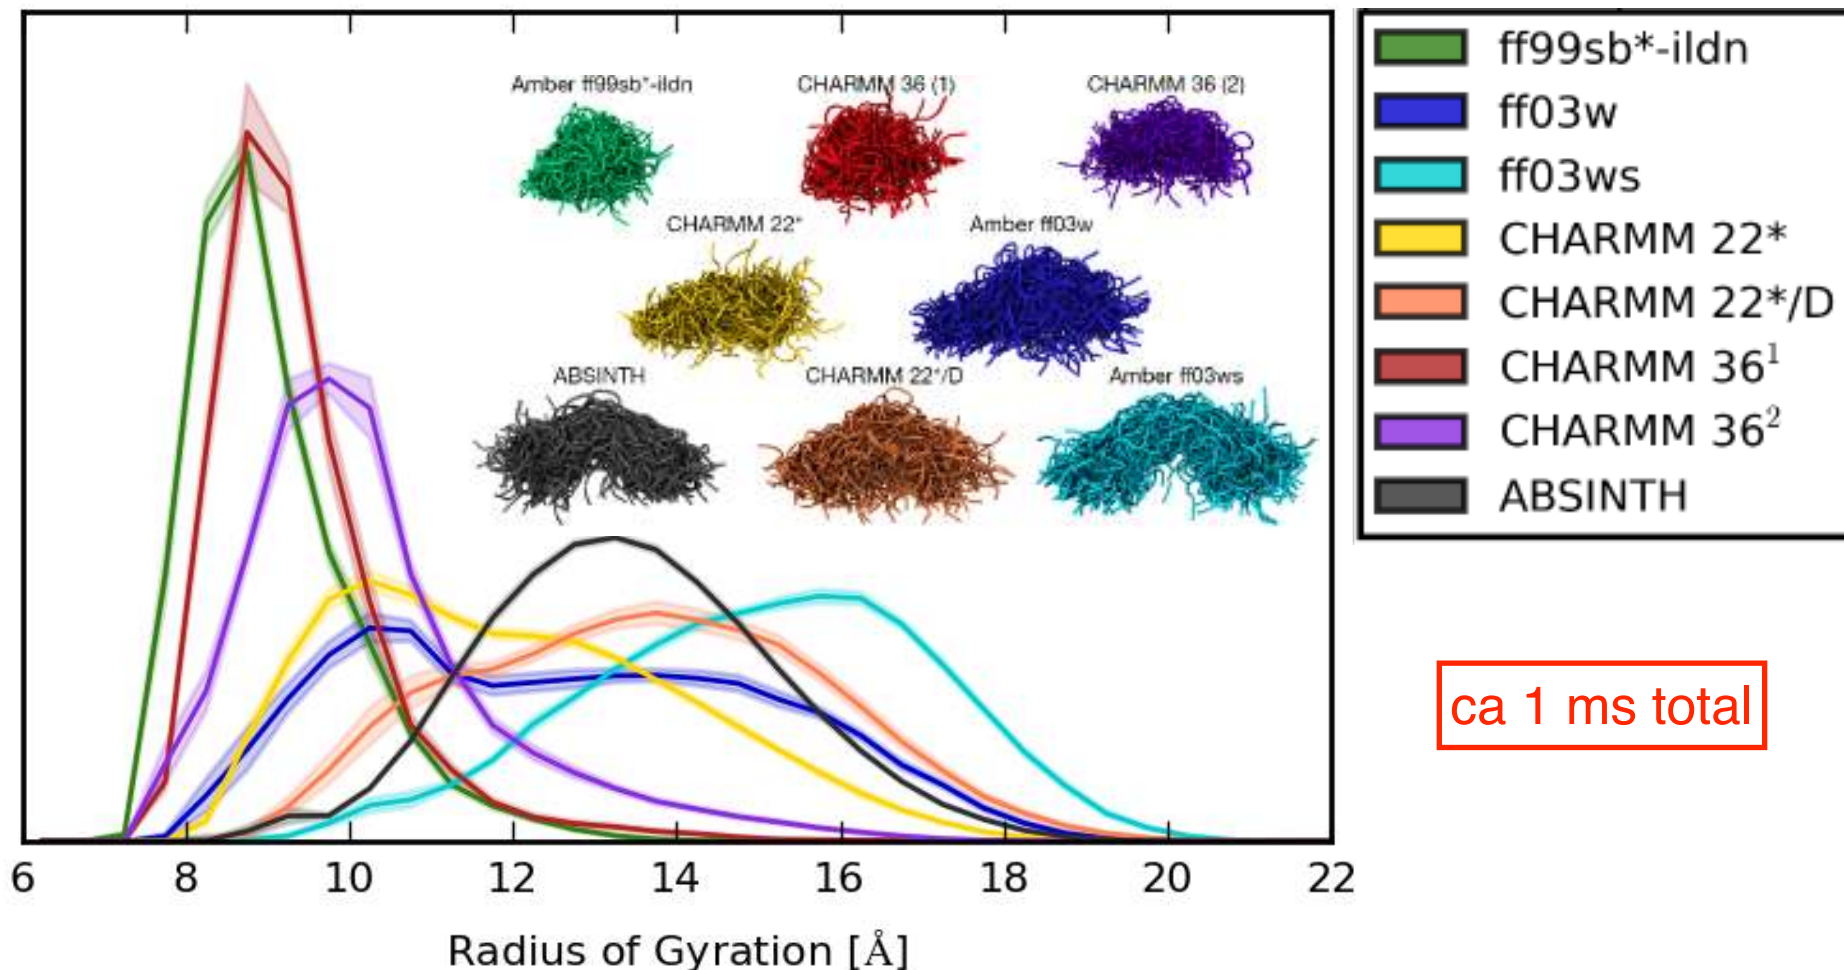 Amber ff99sb*-ildn
CHARMM 36 (1)
CHARMM 36 (2)
CHARMM 22*
Amber ff03w
ABSINTH
CHARMM 22*/D
Amber ff03ws
6 8 10 12 14 16 18 20 22
Radius of Gyration [Å]
ff99sb*-ildn
ff03w
ff03ws
CHARMM 22*
CHARMM 22*/D
CHARMM 36¹
CHARMM 36²
ABSINTH
ca 1 ms total